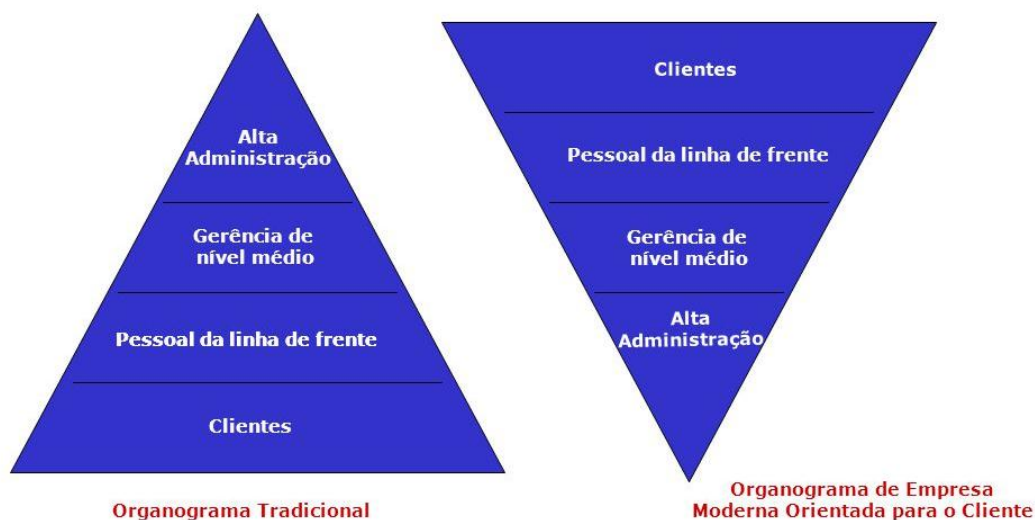 Alta
Administração
Gerência de
nível médio
Pessoal da linha de frente
Clientes
Organograma Tradicional
Clientes
Pessoal da linha de frente
Gerência de
nível médio
Alta
Administração
Organograma de Empresa
Moderna Orientada para o Cliente